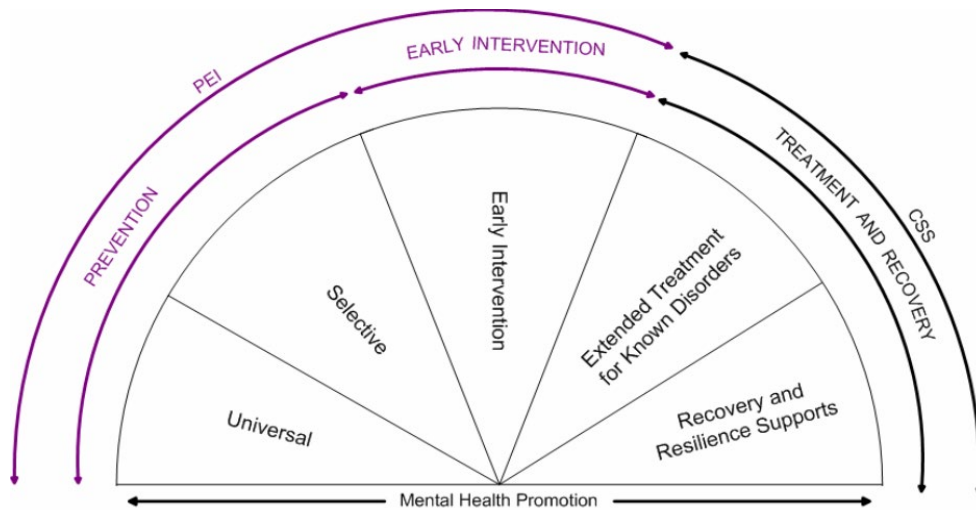 PEI
EARLY INTERVENTION
PREVENTION
TREATMENT AND RECOVERY
CSS
Universal
Selective
Early Intervention
Extended Treatment
for Known Disorders
Recovery and
Resilience Supports
Mental Health Promotion